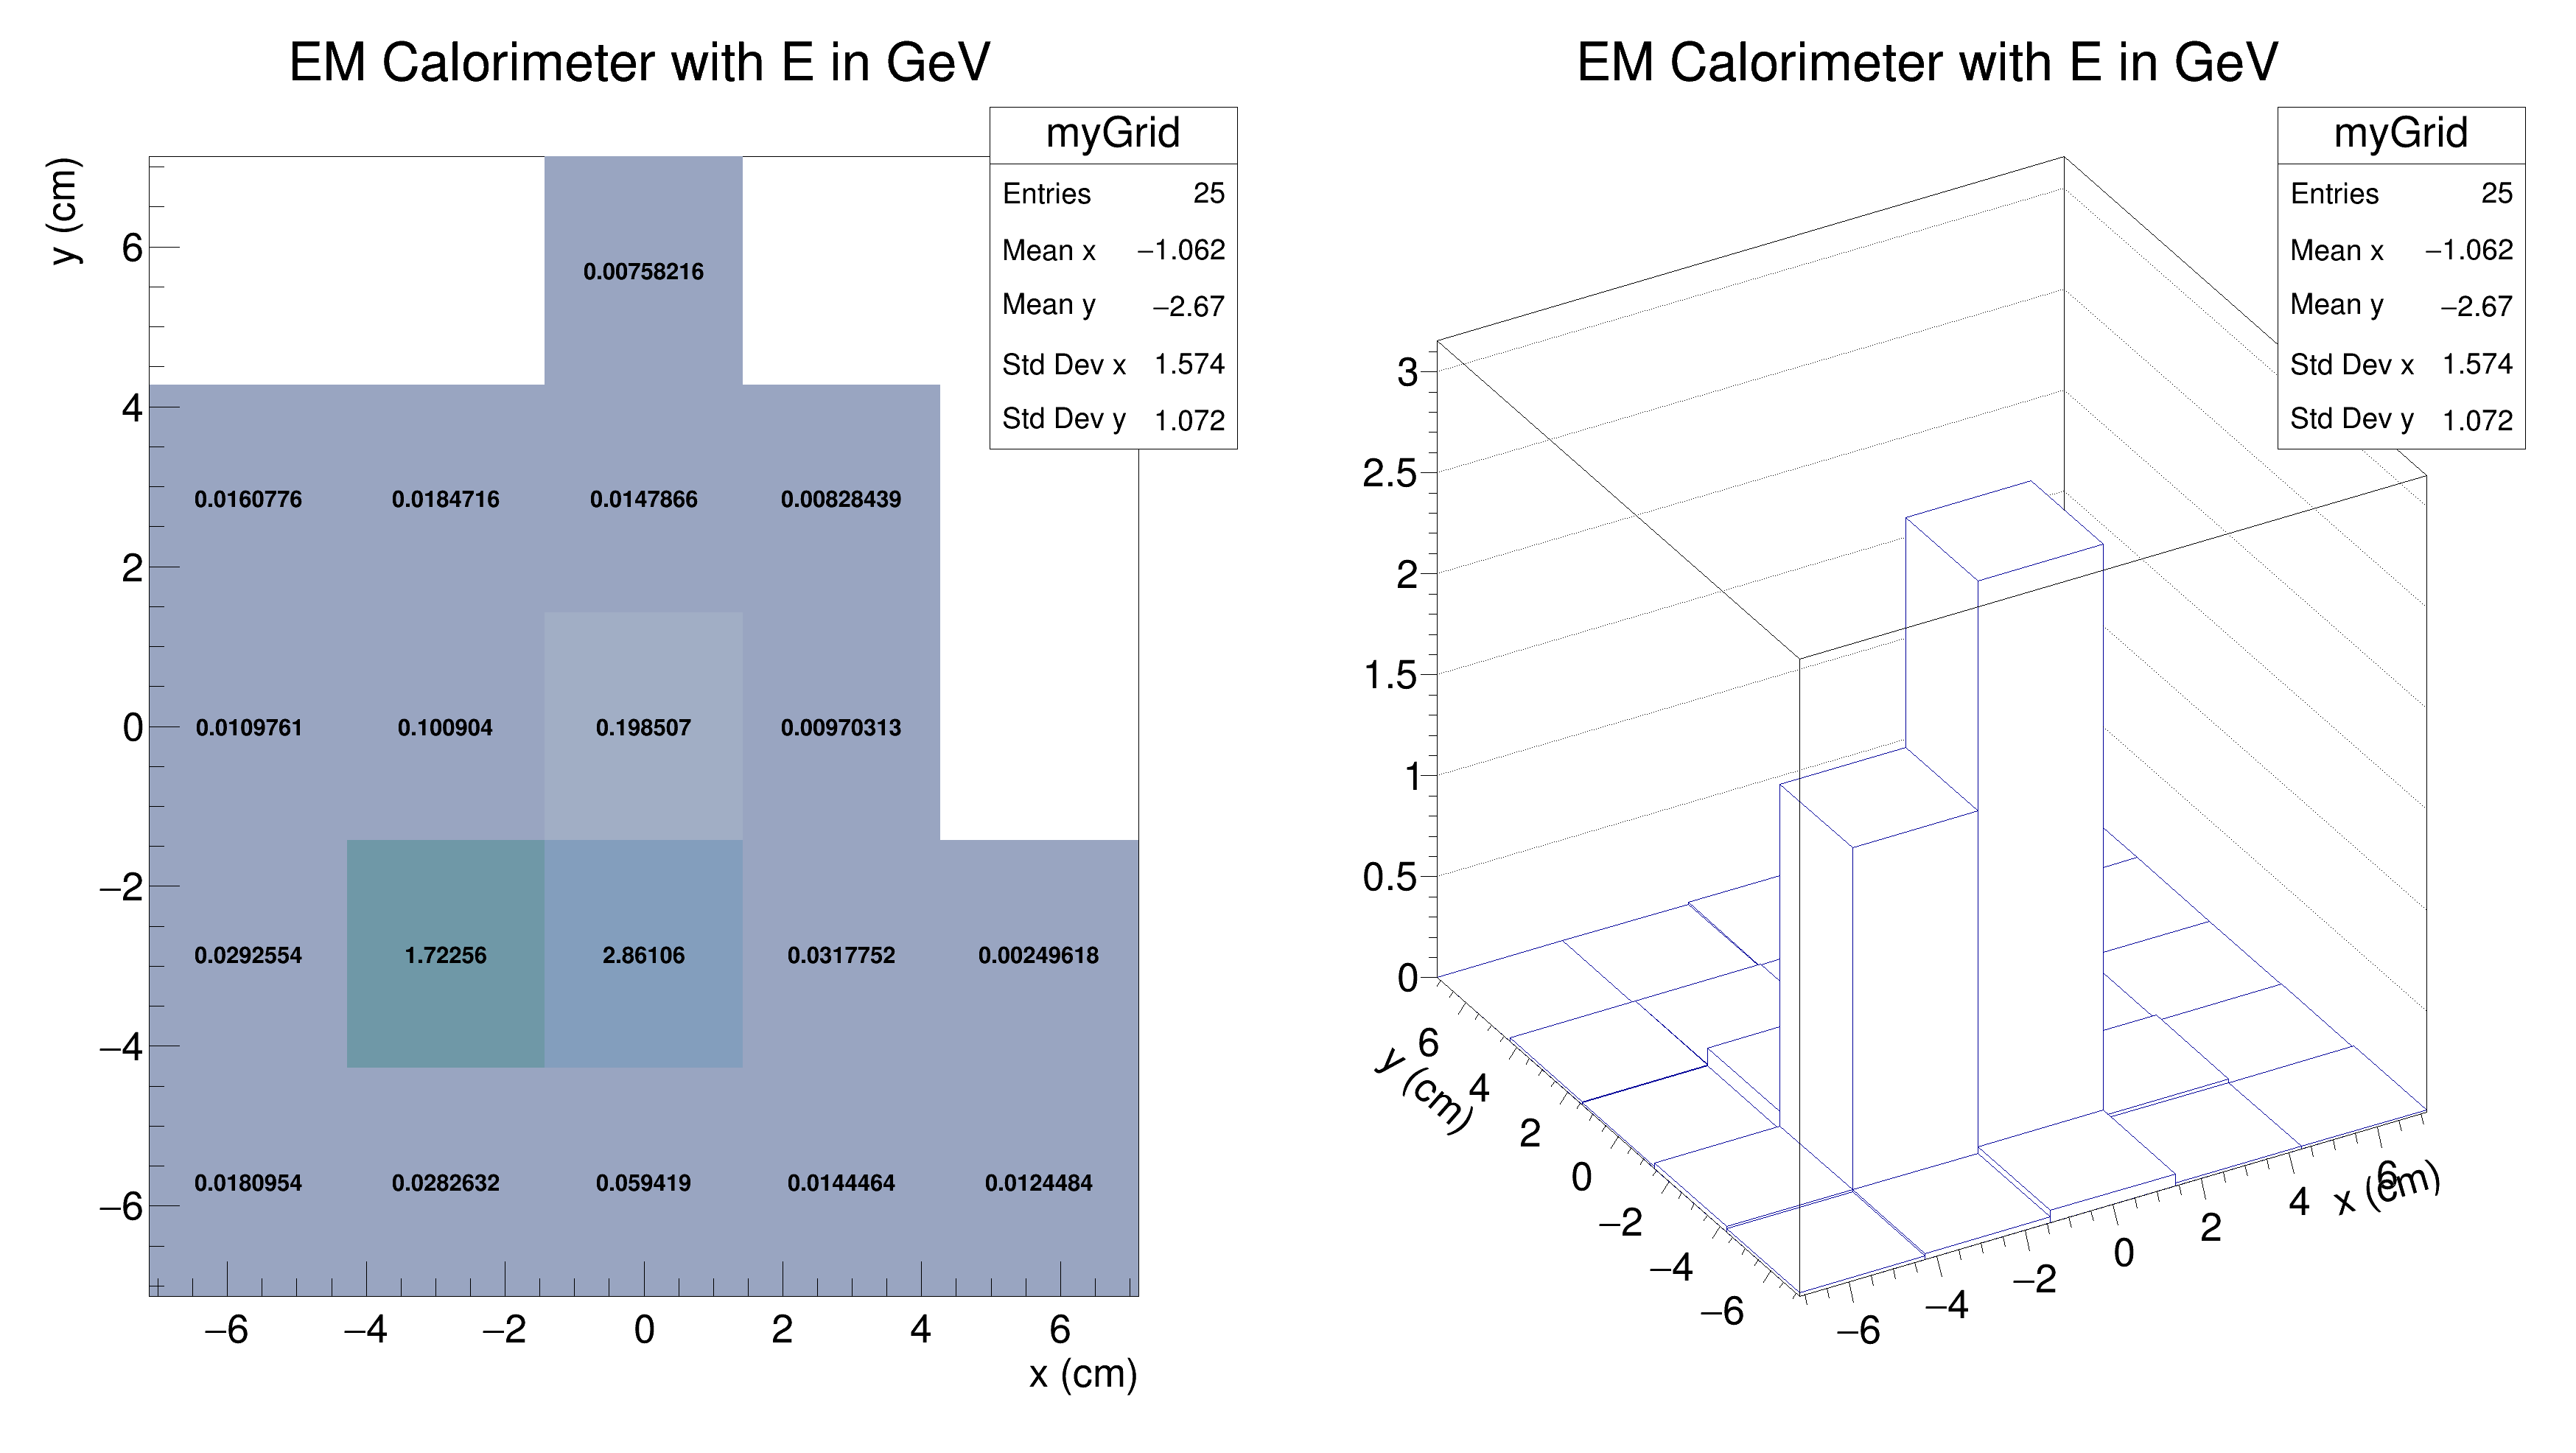 EM Calorimeter with E in GeV
myGrid
Entries 25
Mean x −1.062
Mean y −2.67
Std Dev x 1.574
Std Dev y 1.072
y (cm)
6
4
2
0
−2
−4
−6
0.00758216
0.0160776 0.0184716 0.0147866 0.00828439
0.0109761 0.100904 0.198507 0.00970313
0.0292554 1.72256 2.86106 0.0317752 0.00249618
0.0180954 0.0282632 0.059419 0.0144464 0.0124484
−6 −4 −2 0 2 4 6
x (cm)
EM Calorimeter with E in GeV
myGrid
Entries 25
Mean x −1.062
Mean y −2.67
Std Dev x 1.574
Std Dev y 1.072
3
2.5
2
1.5
1
0.5
0
6
4
2
0
−2
−4
−6
y (cm)
−6
−4
−2
0
2
4
6
x (cm)